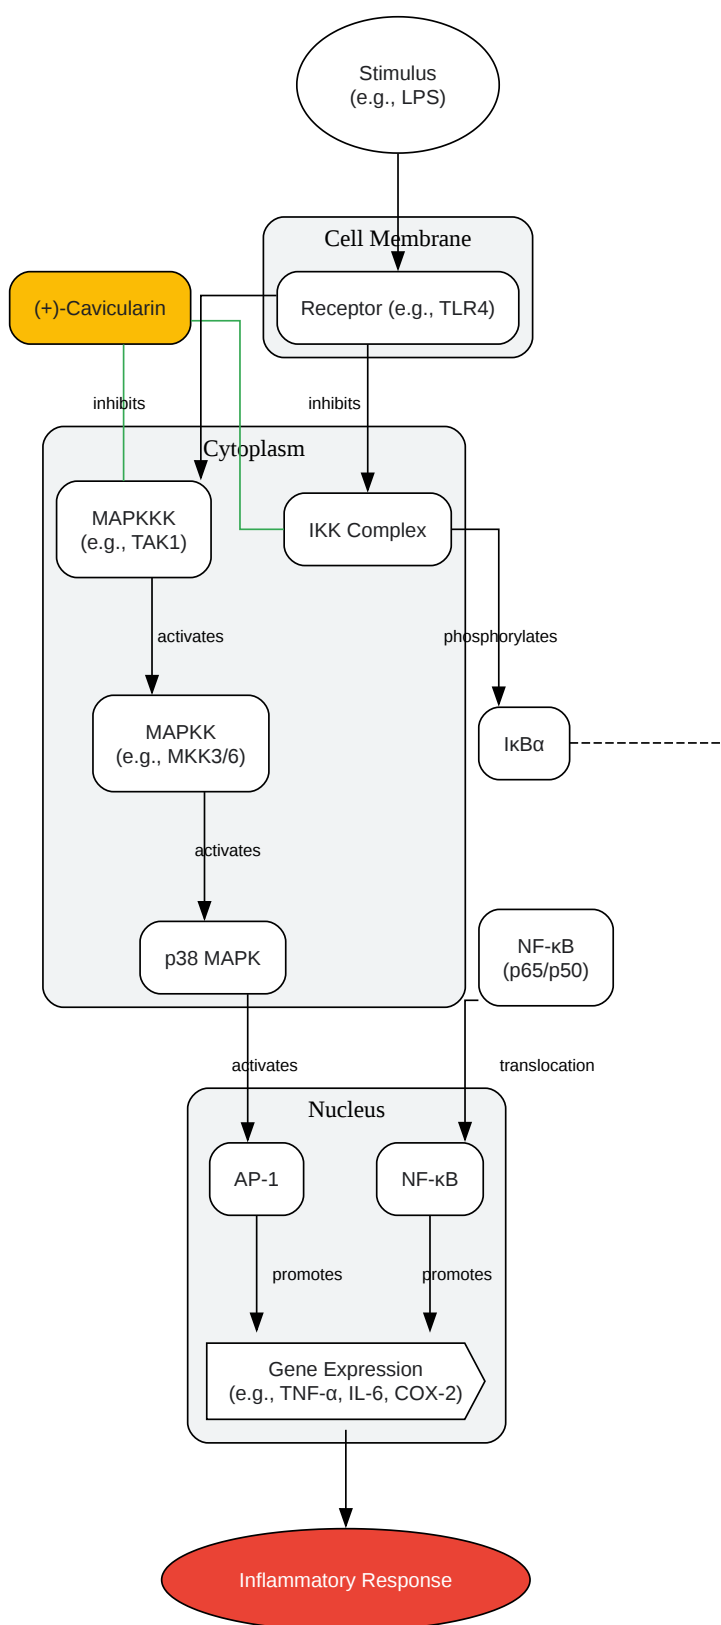 Stimulus
(e.g., LPS)
Cell Membrane
(+)-Cavicularin
Receptor (e.g., TLR4)
inhibits
inhibits
Cytoplasm
MAPKKK
(e.g., TAK1)
IKK Complex
activates
phosphorylates
MAPKK
(e.g., MKK3/6)
IκBα
activates
p38 MAPK
NF-κB
(p65/p50)
activates
translocation
Nucleus
AP-1
NF-κB
promotes
promotes
Gene Expression
(e.g., TNF-α, IL-6, COX-2)
Inflammatory Response